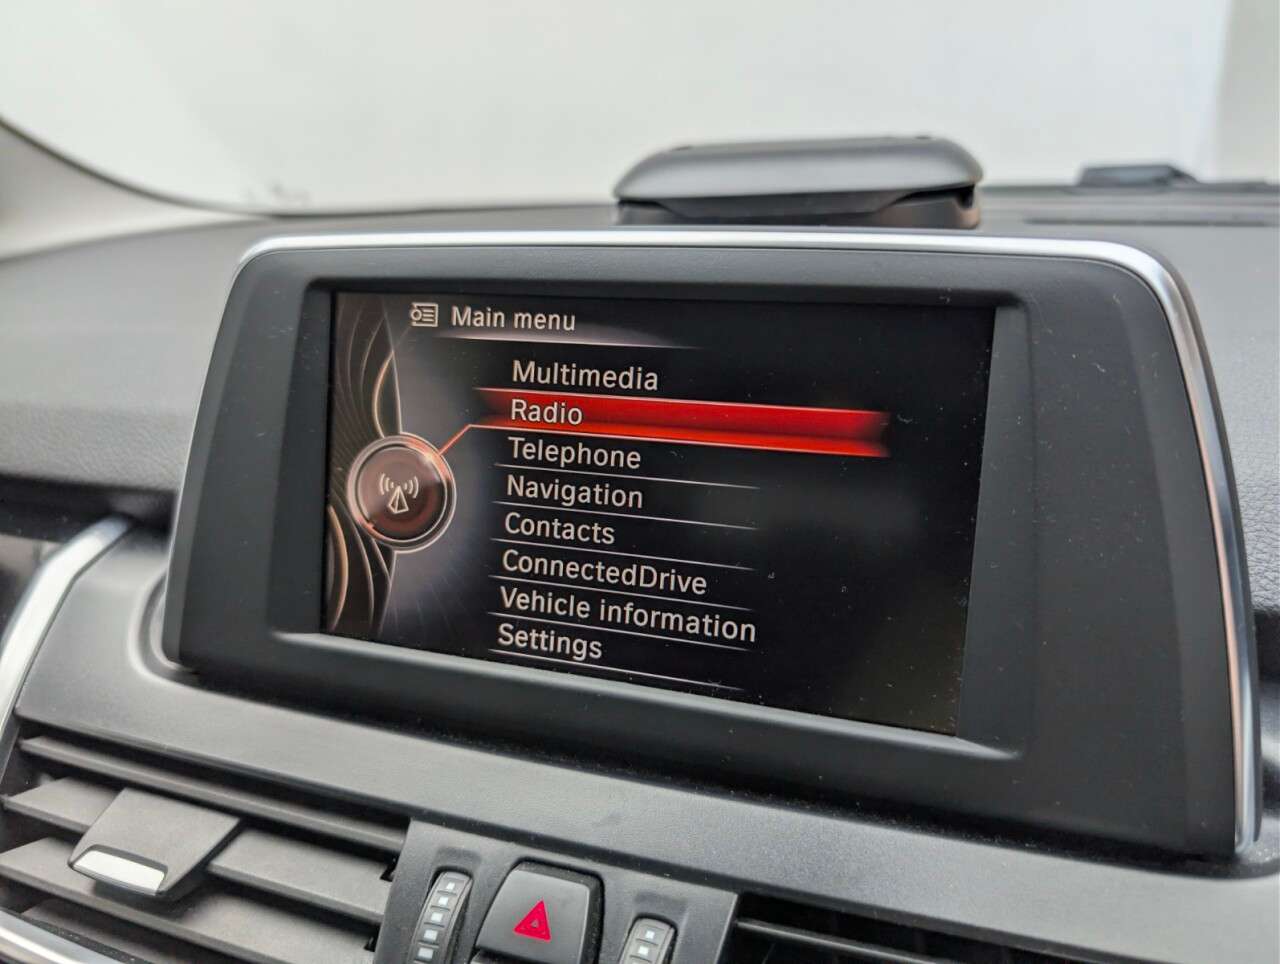 Main menu
Multimedia
Radio
Telephone
Navigation
Contacts
ConnectedDrive
Vehicle information
Settings